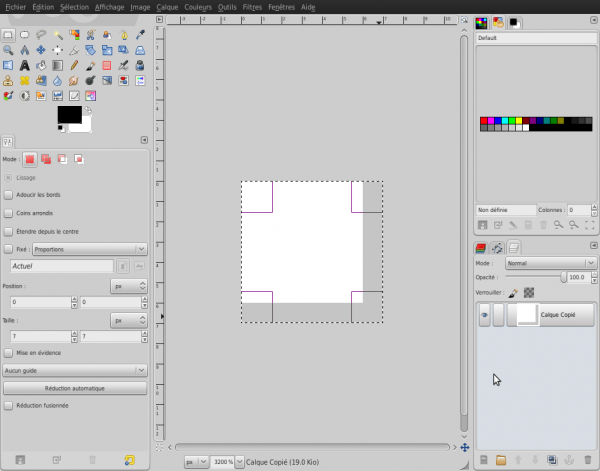 Fichier Édition Sélection Affichage Image Calque Couleurs Outils Filtres Fenêtres Aide
Mode :
Lissage
Adoucir les bords
Coins arrondis
Étendre depuis le centre
Fixé : Proportions
Actuel
Position : px
0 0
Taille : px
7 7
Mise en évidence
Aucun guide
Réduction automatique
Réduction fusionnée
px 3200 % Calque Copié (19.0 Kio)
Default
Non définie Colonnes : 0
Mode : Normal
Opacité : 100.0
Verrouiller :
Calque Copié